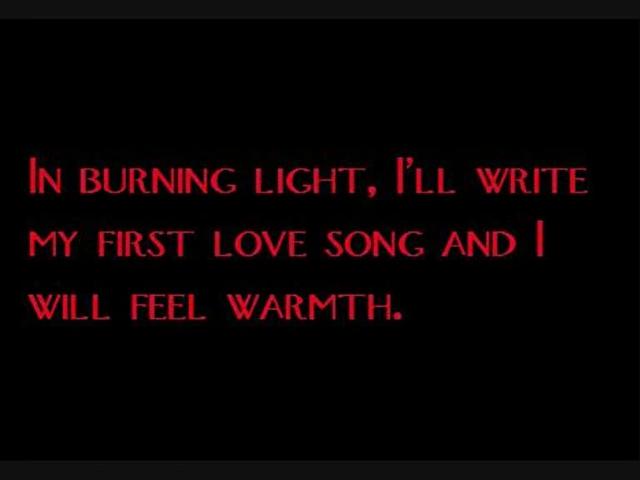 In burning light, I'll write
my first love song and I
will feel warmth.